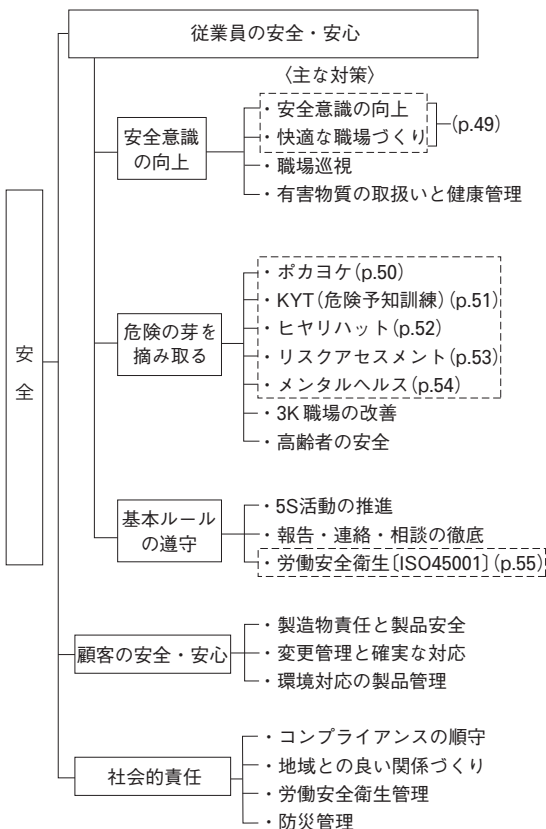 従業員の安全・安心
〈主な対策〉
安全意識
の向上
・安全意識の向上
・快適な職場づくり
(p.49)
・職場巡視
・有害物質の取扱いと健康管理
安
全
危険の芽を
摘み取る
・ポカヨケ(p.50)
・KYT(危険予知訓練)(p.51)
・ヒヤリハット(p.52)
・リスクアセスメント(p.53)
・メンタルヘルス(p.54)
・3K職場の改善
・高齢者の安全
基本ルール
の遵守
・5S活動の推進
・報告・連絡・相談の徹底
・労働安全衛生〔ISO45001〕(p.55)
顧客の安全・安心
・製造物責任と製品安全
・変更管理と確実な対応
・環境対応の製品管理
社会的責任
・コンプライアンスの順守
・地域との良い関係づくり
・労働安全衛生管理
・防災管理